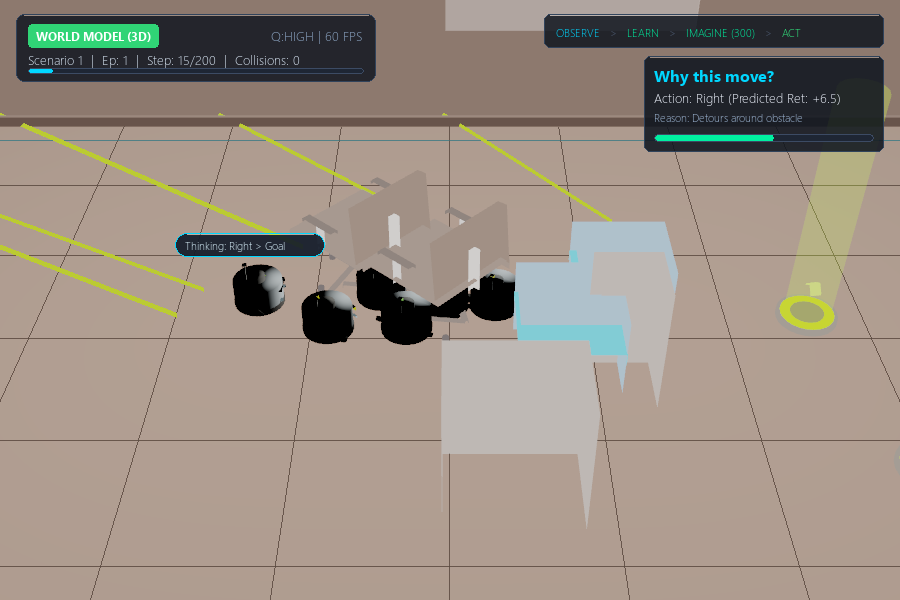 WORLD MODEL (3D)
Q:HIGH | 60 FPS
Scenario 1 | Ep: 1 | Step: 15/200 | Collisions: 0
OBSERVE > LEARN > IMAGINE (300) > ACT
Why this move?
Action: Right (Predicted Ret: +6.5)
Reason: Detours around obstacle
Thinking: Right > Goal